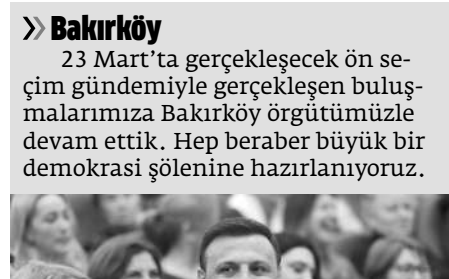 » Bakırköy
23 Mart’ta gerçekleşecek ön se-
çim gündemiyle gerçekleşen buluş-
malarımıza Bakırköy örgütümüzle
devam ettik. Hep beraber büyük bir
demokrasi şölenine hazırlanıyoruz.